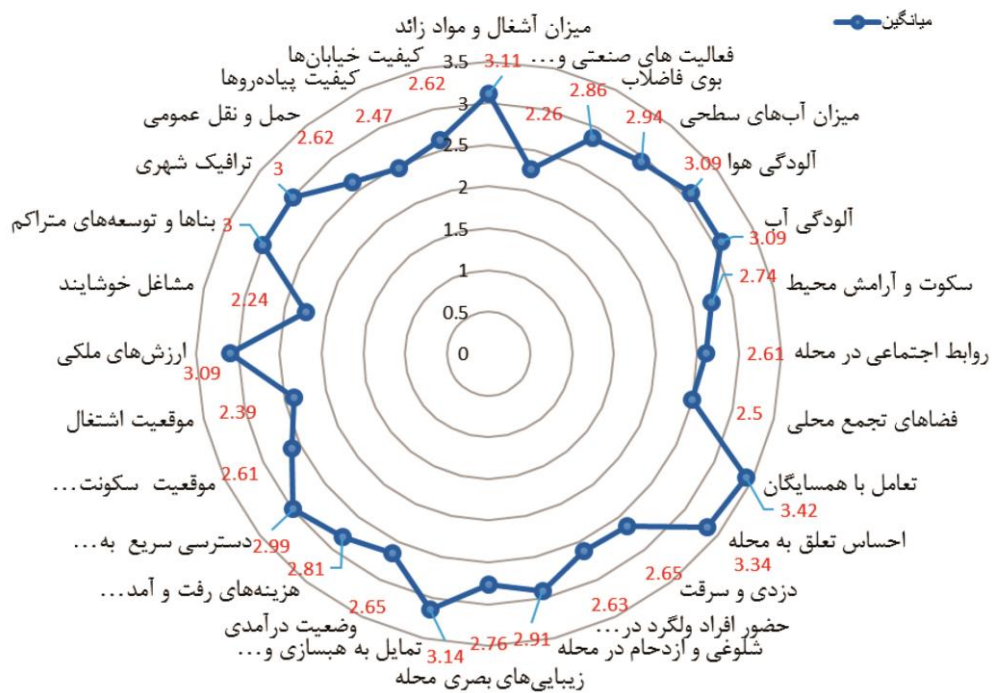 میانگین
میزان آشغال و مواد زائد
3.11
فعالیت های صنعتی و...
2.26
بوی فاضلاب
2.86
میزان آب‌های سطحی
2.94
آلودگی هوا
3.09
آلودگی آب
3.09
سکوت و آرامش محیط
2.74
روابط اجتماعی در محله
2.61
فضاهای تجمع محلی
2.5
تعامل با همسایگان
3.42
احساس تعلق به محله
3.34
دزدی و سرقت
2.65
حضور افراد ولگرد در...
2.63
شلوغی و ازدحام در محله
2.91
زیبایی‌های بصری محله
2.76
تمایل به هبسازی و...
3.14
وضعیت درآمدی
2.65
هزینه‌های رفت و آمد...
2.81
دسترسی سریع به...
2.99
موقعیت سکونت...
2.61
موقعیت اشتغال
2.39
ارزش‌های ملکی
3.09
مشاغل خوشایند
2.24
بناها و توسعه‌های متراکم
3
ترافیک شهری
3
حمل و نقل عمومی
2.62
کیفیت پیاده‌روها
2.47
کیفیت خیابان‌ها
2.62
3.5
3
2.5
2
1.5
1
0.5
0